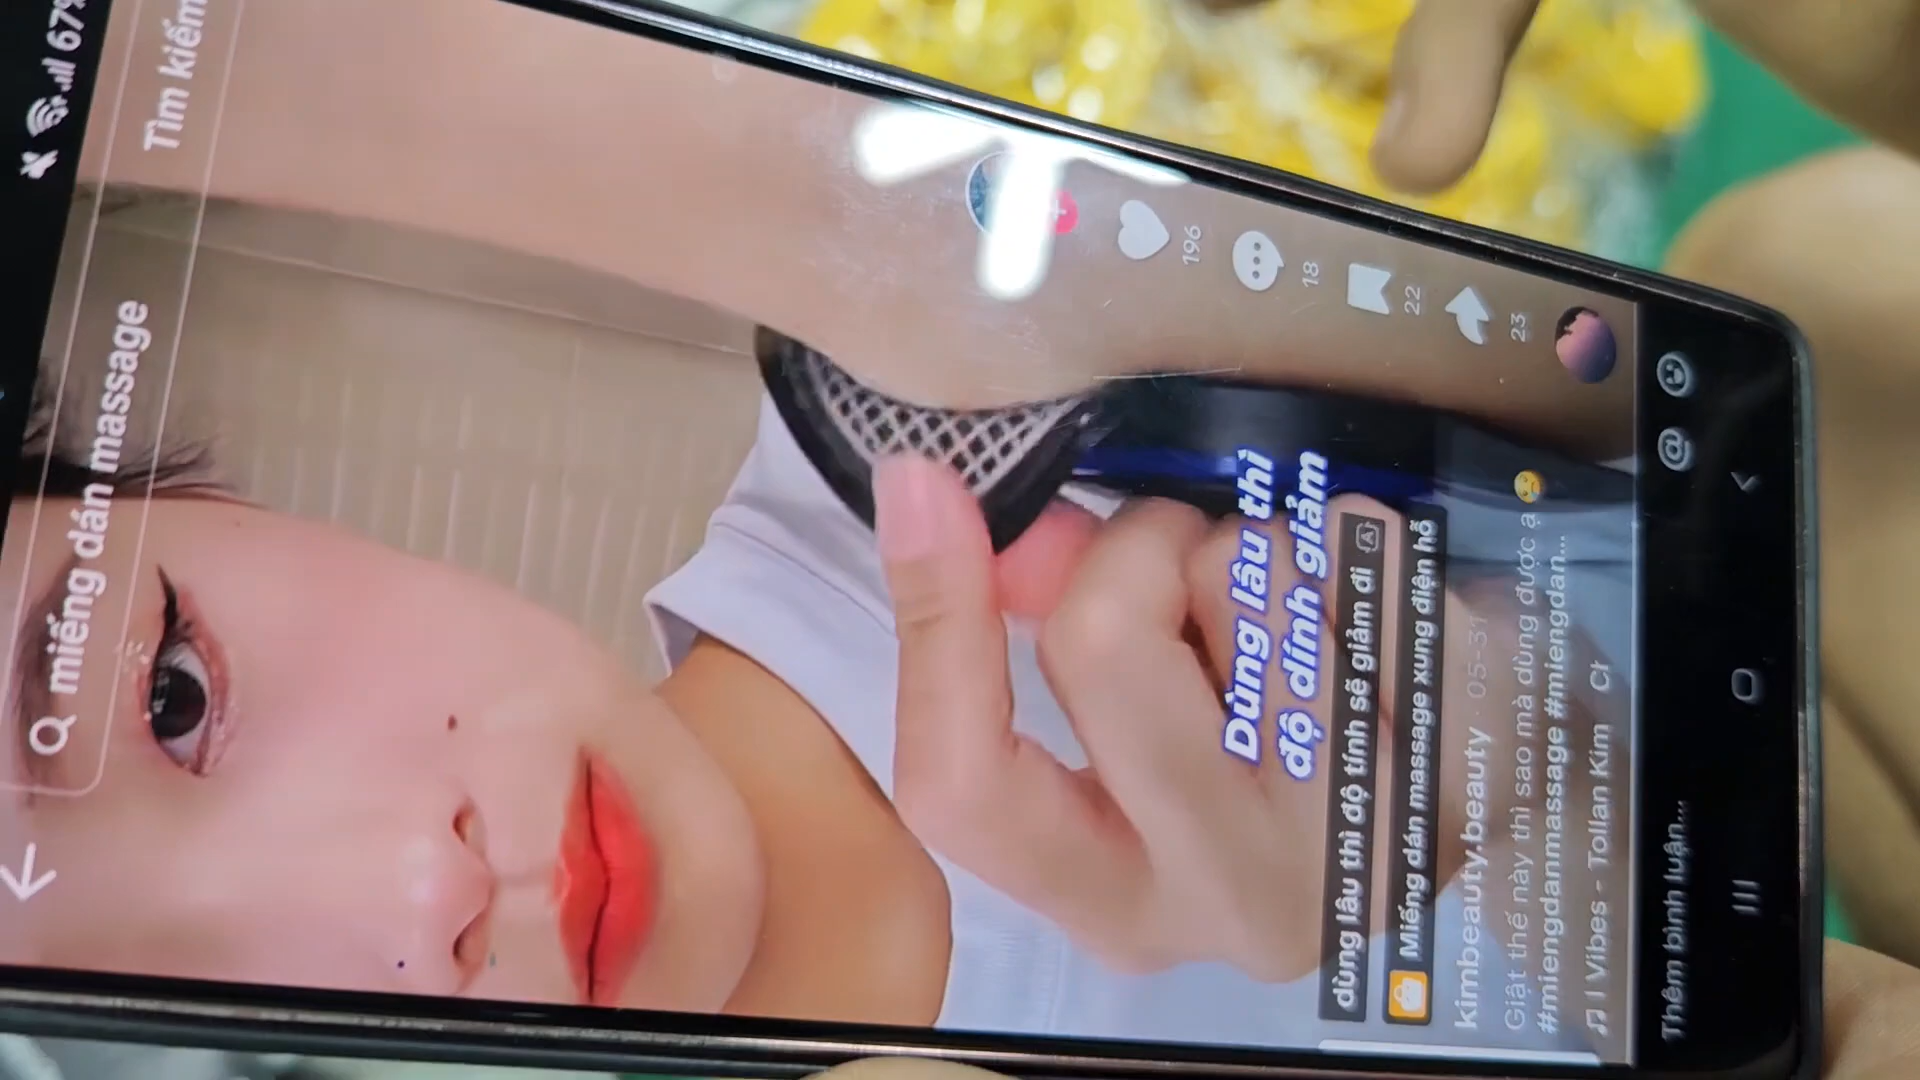 67%
miếng dán massage
Tìm kiếm
196
18
22
23
Dùng lâu thì
độ dính giảm
dùng lâu thì độ tính sẽ giảm đi
Miếng dán massage xung điện hỗ
kimbeauty.beauty · 05-31
Giật thế này thì sao mà dùng được ạ
#miengdanmassage #miengdan...
I Vibes - Tollan Kim
Thêm bình luận...
@